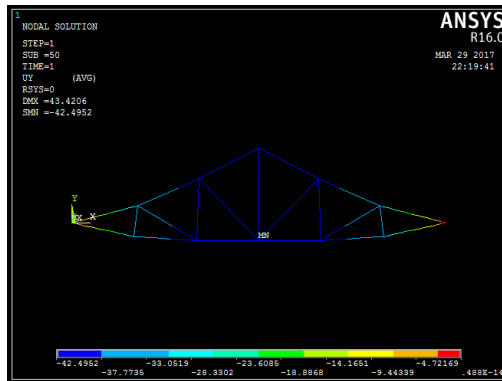 1
NODAL SOLUTION
ANSYS
R16.0
STEP=1
SUB =50
TIME=1
UY (AVG)
RSYS=0
DMX =43.4206
SMN =-42.4952
MAR 29 2017
22:19:41
Y
X
MN
-42.4952 -33.0519 -23.6085 -14.1651 -4.72169
-37.7735 -28.3302 -18.8868 -9.44339 .488E-14